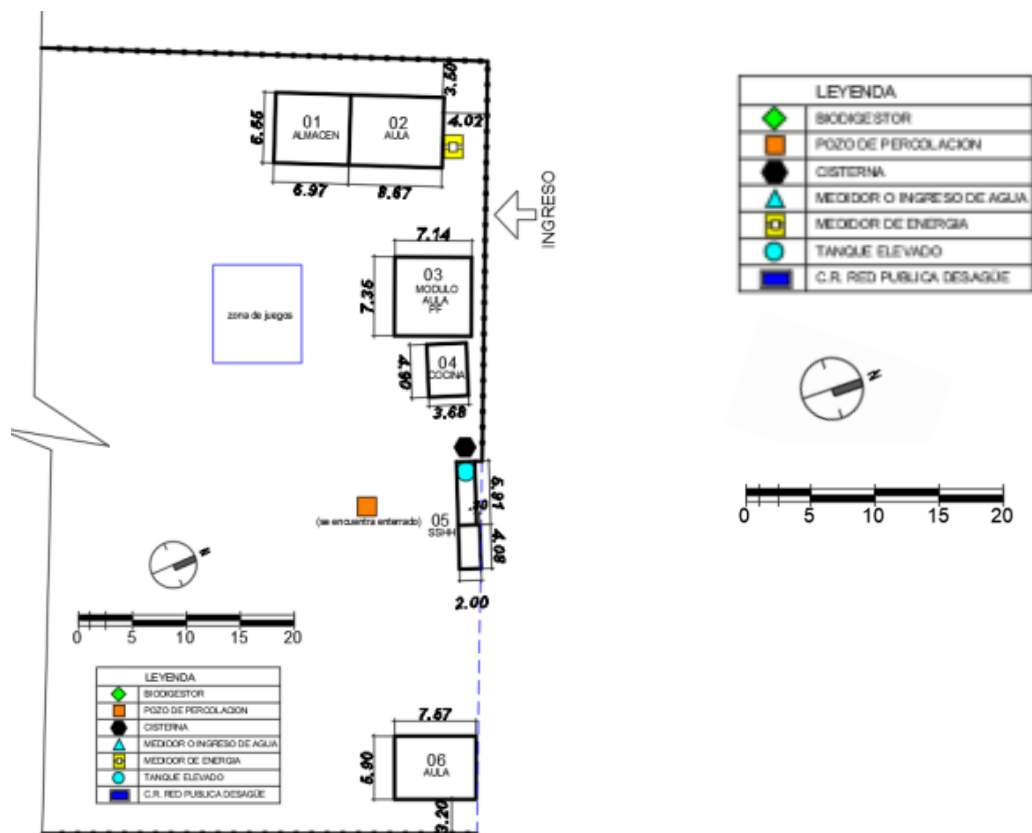 3.50
01
ALMACEN
02
AULA
4.02
6.55
6.97
8.67
INGRESO
7.14
03
MODULO
AULA
PF
7.35
zona de juegos
04
COCINA
4.90
3.68
5.91
(se encuentra enterrado)
05
SSHH
4.08
2.00
N
0 5 10 15 20
LEYENDA
BIODIGESTOR
POZO DE PERCOLACION
CISTERNA
MEDIDOR O INGRESO DE AGUA
MEDIDOR DE ENERGIA
TANQUE ELEVADO
C.R. RED PUBLICA DESAGÜE
7.57
06
AULA
5.90
3.20
LEYENDA
BIODIGESTOR
POZO DE PERCOLACION
CISTERNA
MEDIDOR O INGRESO DE AGUA
MEDIDOR DE ENERGIA
TANQUE ELEVADO
C.R. RED PUBLICA DESAGÜE
N
0 5 10 15 20